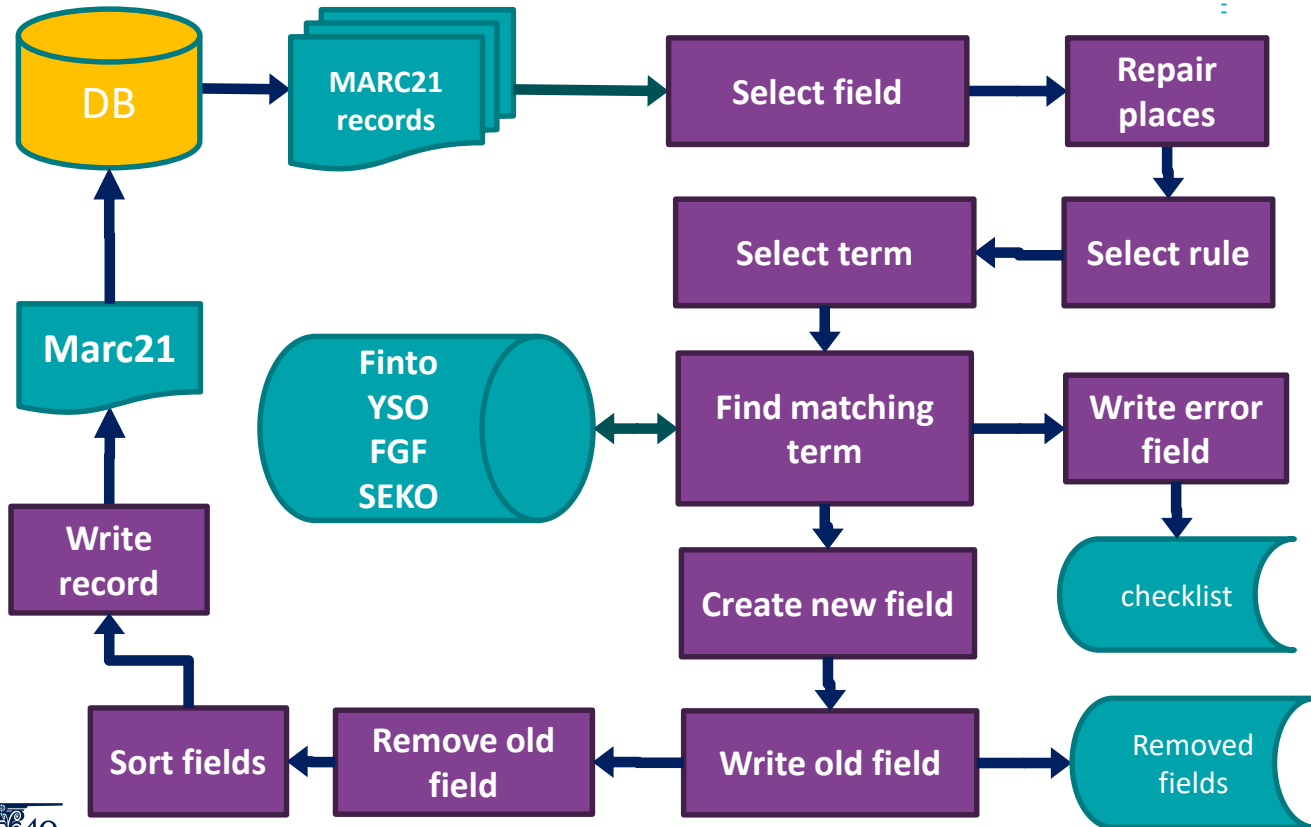 DB
MARC21
records
Select field
Repair
places
Select term
Select rule
Marc21
Finto
YSO
FGF
SEKO
Find matching
term
Write error
field
Write
record
Create new field
checklist
Sort fields
Remove old
field
Write old field
Removed
fields
40